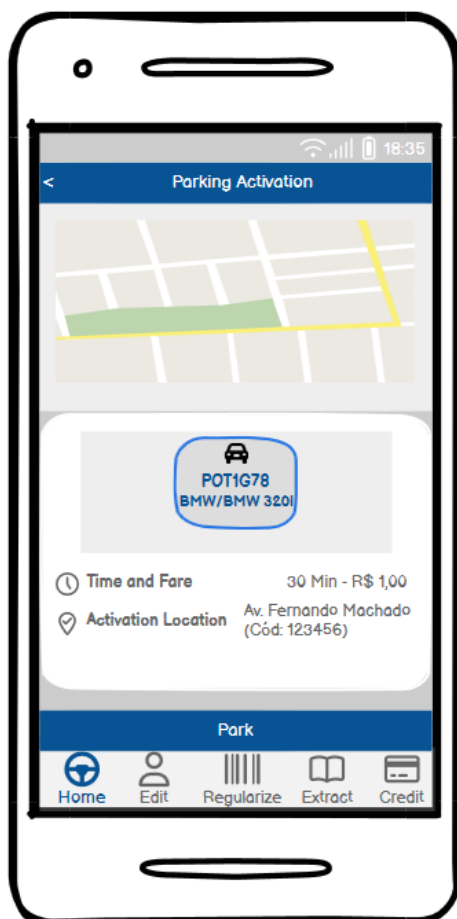 18:35
< Parking Activation
POT1G78
BMW/BMW 320i
Time and Fare 30 Min - R$ 1,00
Activation Location Av. Fernando Machado
(Cód: 123456)
Park
Home Edit Regularize Extract Credit